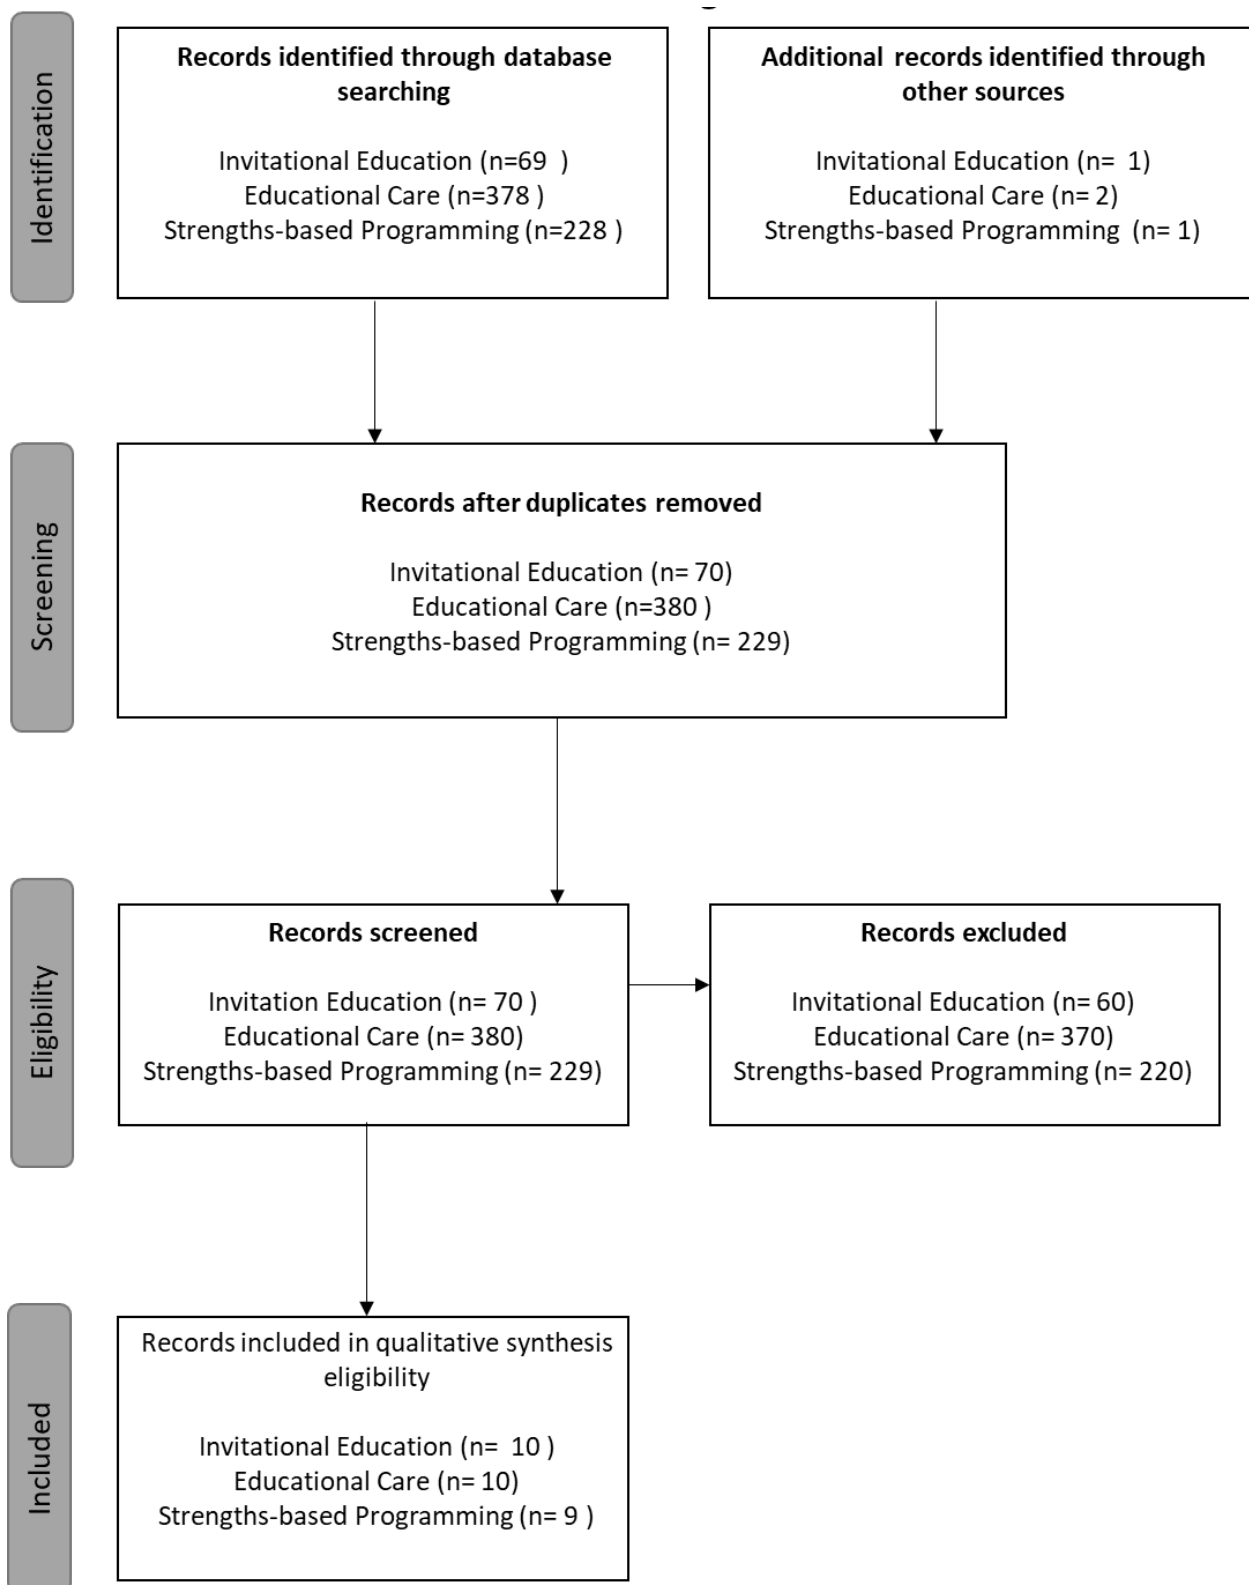 Identification
Records identified through database
searching
Invitational Education (n=69 )
Educational Care (n=378 )
Strengths-based Programming (n=228 )
Additional records identified through
other sources
Invitational Education (n= 1)
Educational Care (n= 2)
Strengths-based Programming (n= 1)
Screening
Records after duplicates removed
Invitational Education (n= 70)
Educational Care (n=380 )
Strengths-based Programming (n= 229)
Eligibility
Records screened
Invitation Education (n= 70 )
Educational Care (n= 380)
Strengths-based Programming (n= 229)
Records excluded
Invitational Education (n= 60)
Educational Care (n= 370)
Strengths-based Programming (n= 220)
Included
Records included in qualitative synthesis
eligibility
Invitational Education (n= 10 )
Educational Care (n= 10)
Strengths-based Programming (n= 9 )